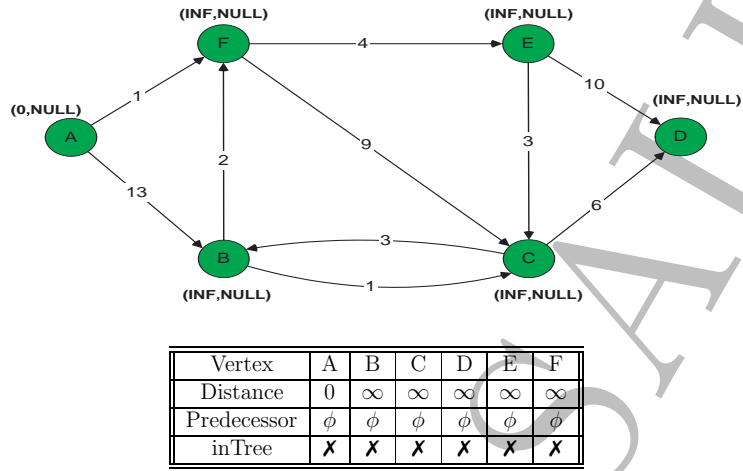 (INF,NULL)
(INF,NULL)
F
4
E
10
(INF,NULL)
1
(0,NULL)
A
2
9
3
D
13
6
3
B
C
1
(INF,NULL)
(INF,NULL)
Vertex A B C D E F
Distance 0 ∞ ∞ ∞ ∞ ∞
Predecessor ϕ ϕ ϕ ϕ ϕ ϕ
inTree ✗ ✗ ✗ ✗ ✗ ✗